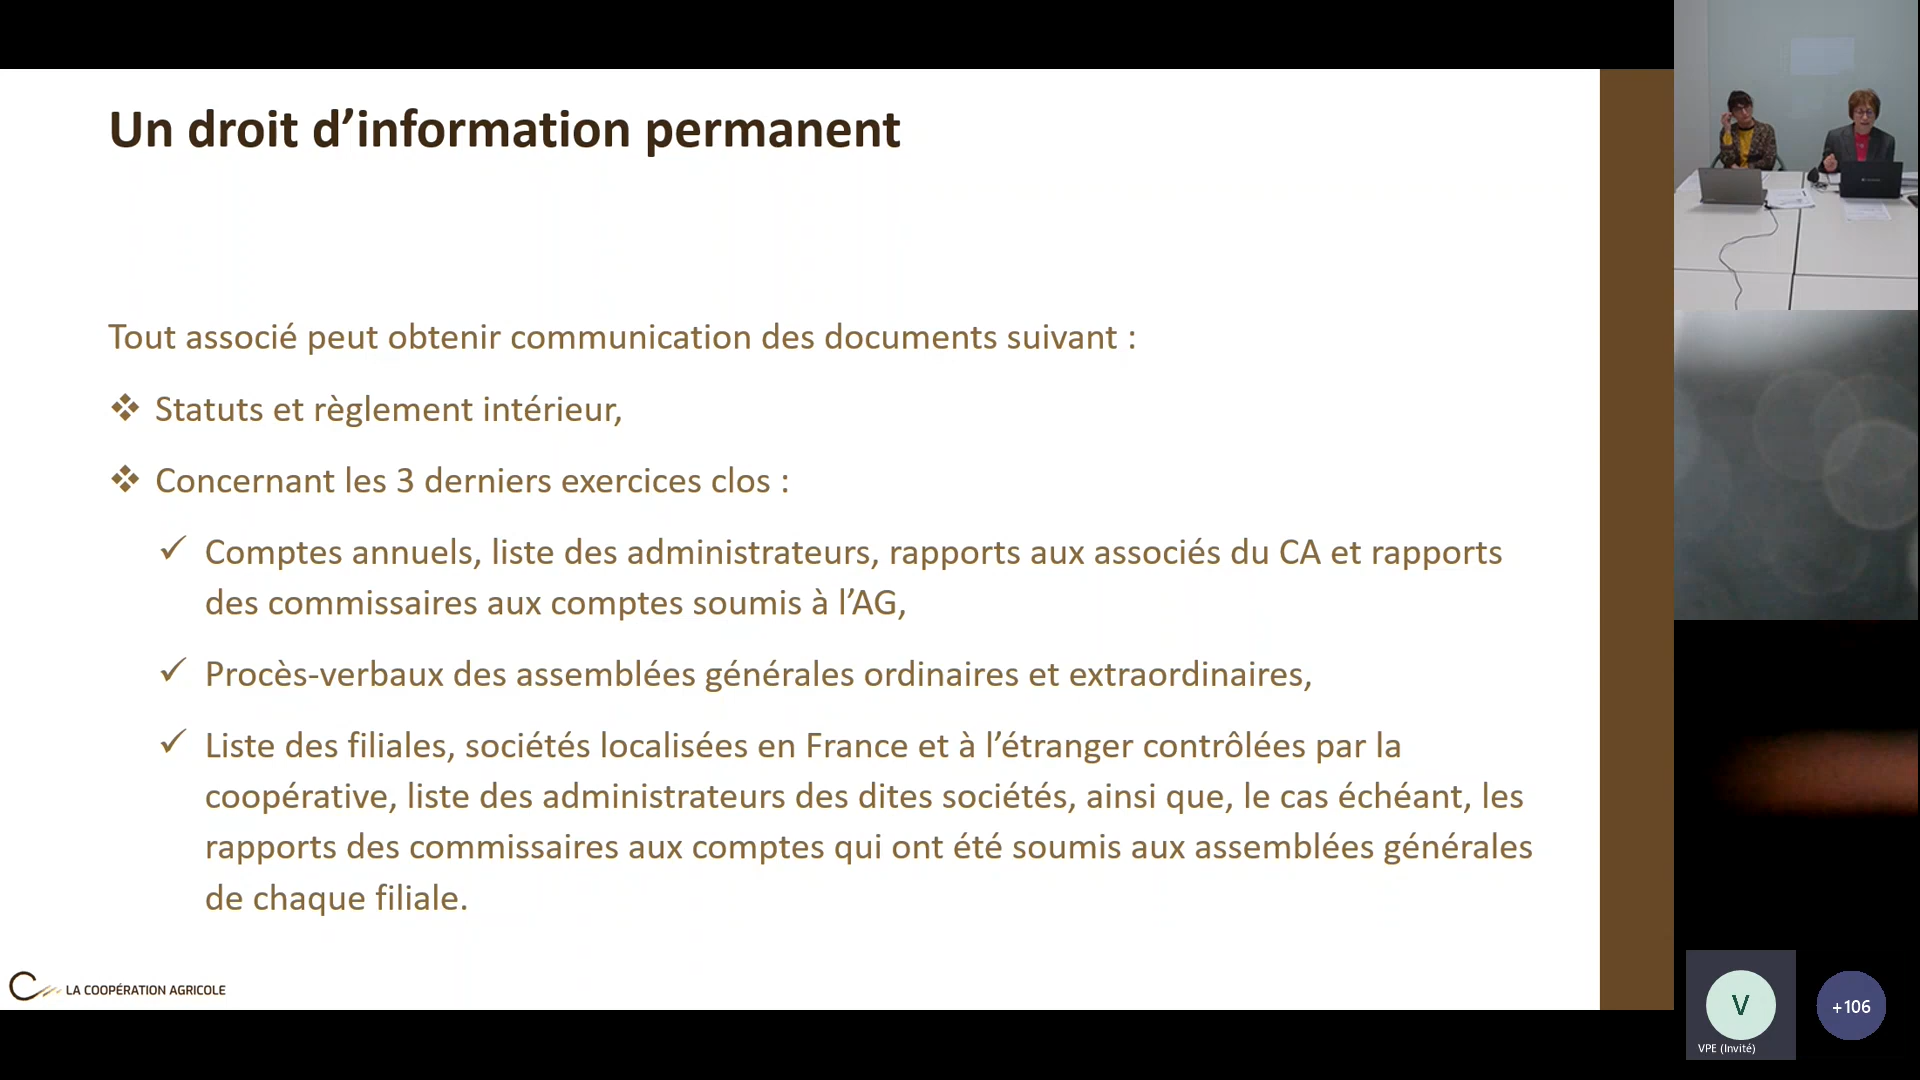 Un droit d’information permanent
Tout associé peut obtenir communication des documents suivant :
❖ Statuts et règlement intérieur,
❖ Concernant les 3 derniers exercices clos :
✓ Comptes annuels, liste des administrateurs, rapports aux associés du CA et rapports
des commissaires aux comptes soumis à l’AG,
✓ Procès-verbaux des assemblées générales ordinaires et extraordinaires,
✓ Liste des filiales, sociétés localisées en France et à l’étranger contrôlées par la
coopérative, liste des administrateurs des dites sociétés, ainsi que, le cas échéant, les
rapports des commissaires aux comptes qui ont été soumis aux assemblées générales
de chaque filiale.
LA COOPÉRATION AGRICOLE
V
+106
VPE (Invité)